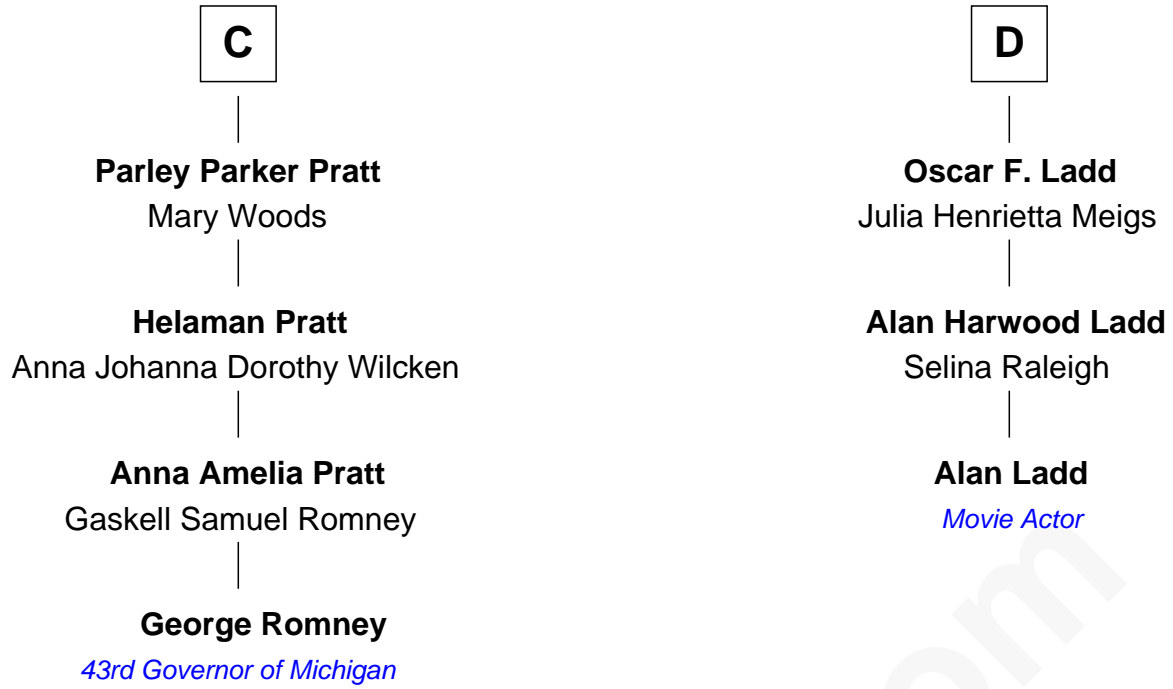 C
Parley Parker Pratt
Mary Woods
Helaman Pratt
Anna Johanna Dorothy Wilcken
Anna Amelia Pratt
Gaskell Samuel Romney
George Romney
43rd Governor of Michigan
D
Oscar F. Ladd
Julia Henrietta Meigs
Alan Harwood Ladd
Selina Raleigh
Alan Ladd
Movie Actor
om